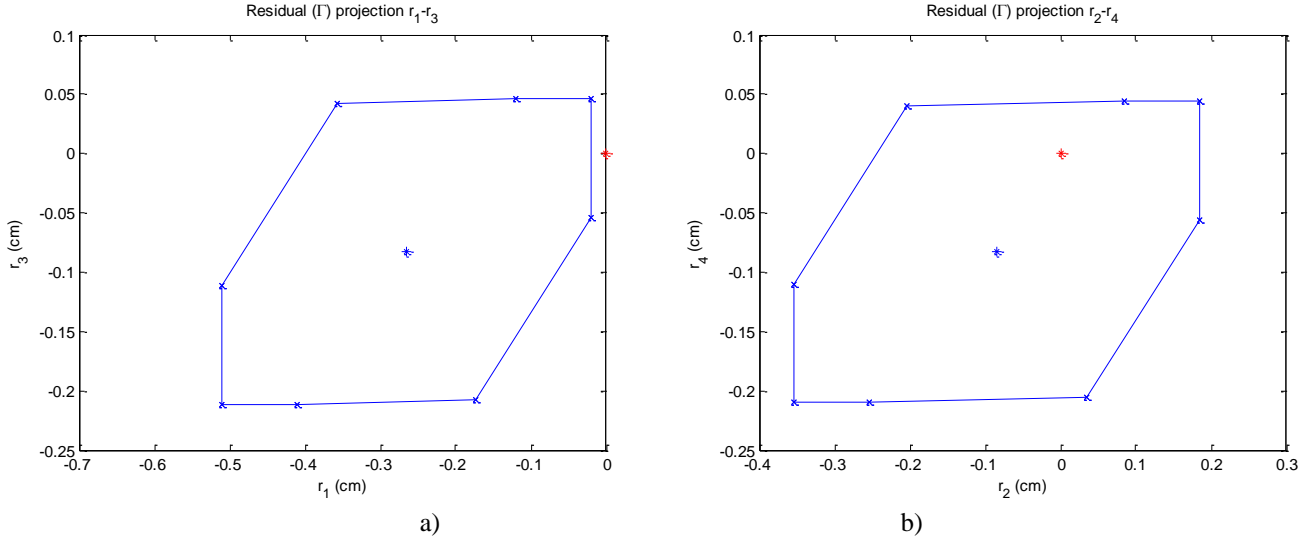 Residual (Γ) projection r1-r3
0.1
0.05
0
-0.05
-0.1
-0.15
-0.2
-0.25
r3 (cm)
-0.7 -0.6 -0.5 -0.4 -0.3 -0.2 -0.1 0
r1 (cm)
a)
Residual (Γ) projection r2-r4
0.1
0.05
0
-0.05
-0.1
-0.15
-0.2
-0.25
r4 (cm)
-0.4 -0.3 -0.2 -0.1 0 0.1 0.2 0.3
r2 (cm)
b)